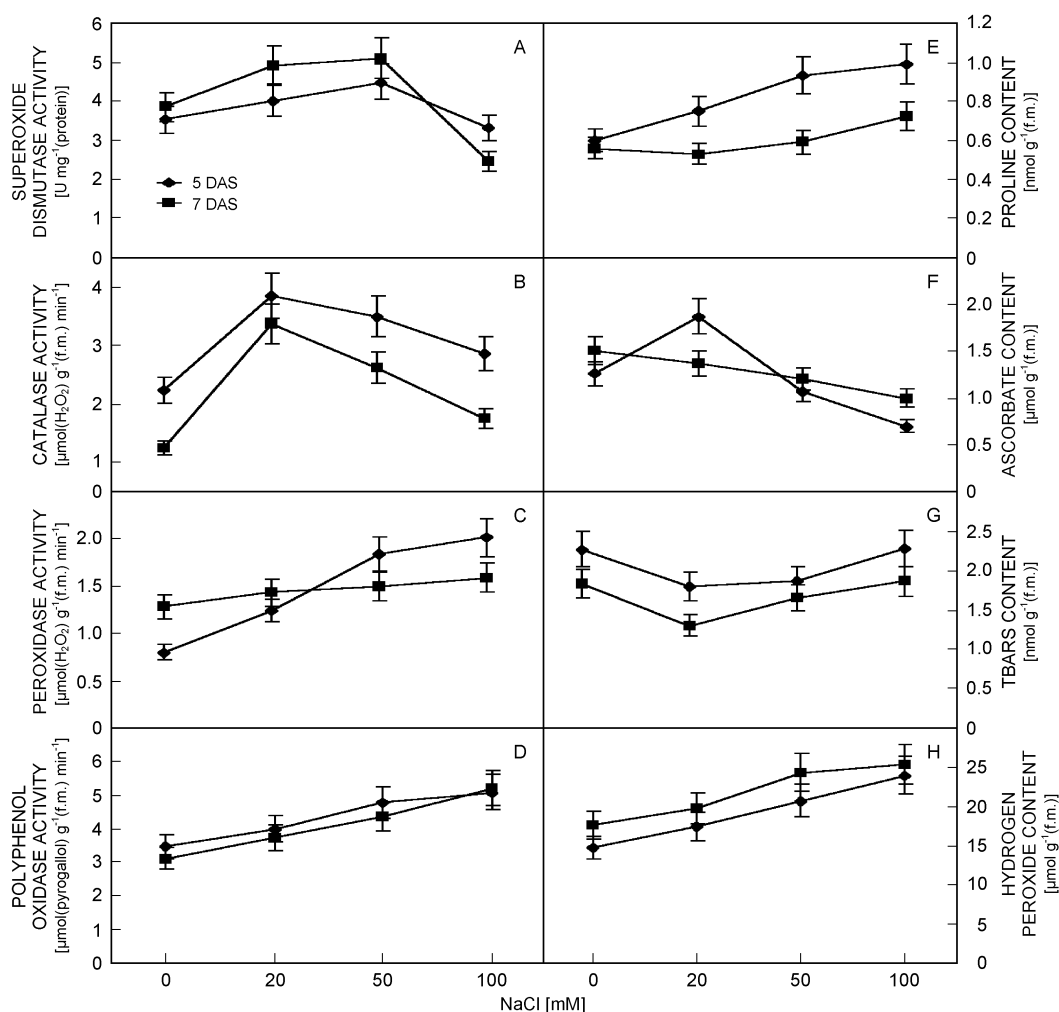 SUPEROXIDE
DISMUTASE ACTIVITY
[U mg⁻¹(protein)]
6
5
4
3
2
1
0
A
5 DAS
7 DAS
E
1.2
1.0
0.8
0.6
0.4
0.2
0
PROLINE CONTENT
[nmol g⁻¹(f.m.)]
CATALASE ACTIVITY
[µmol(H₂O₂) g⁻¹(f.m.) min⁻¹]
4
3
2
1
0
B
F
2.0
1.5
1.0
0.5
0
ASCORBATE CONTENT
[µmol g⁻¹(f.m.)]
PEROXIDASE ACTIVITY
[µmol(H₂O₂) g⁻¹(f.m.) min⁻¹]
2.0
1.5
1.0
0.5
0
C
G
2.5
2.0
1.5
1.0
0.5
0
TBARS CONTENT
[nmol g⁻¹(f.m.)]
POLYPHENOL
OXIDASE ACTIVITY
[µmol(pyrogallol) g⁻¹(f.m.) min⁻¹]
6
5
4
3
2
1
0
D
H
25
20
15
10
5
0
HYDROGEN
PEROXIDE CONTENT
[µmol g⁻¹(f.m.)]
0 20 50 100 0 20 50 100
NaCl [mM]